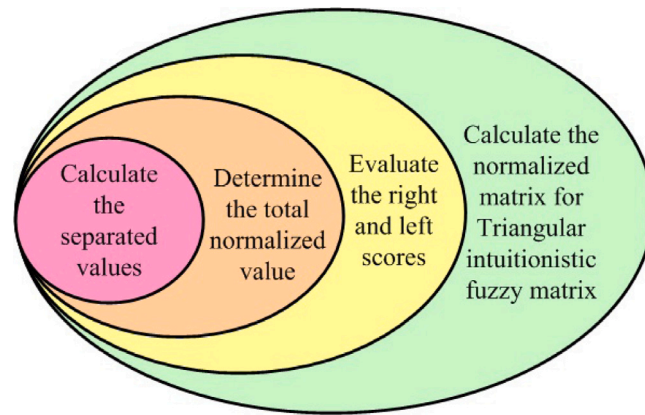 Calculate
the
separated
values
Determine
the total
normalized
value
Evaluate
the right
and left
scores
Calculate the
normalized
matrix for
Triangular
intuitionistic
fuzzy matrix